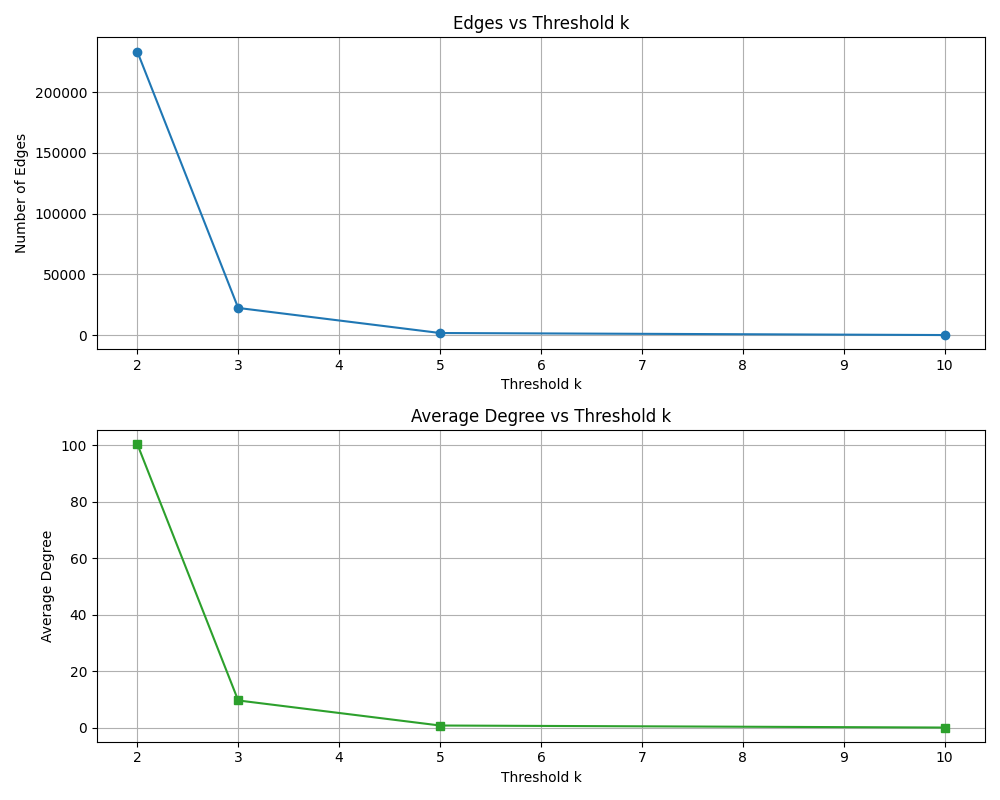 Edges vs Threshold k
200000
150000
100000
50000
0
Number of Edges
2 3 4 5 6 7 8 9 10
Threshold k
Average Degree vs Threshold k
100
80
60
40
20
0
Average Degree
2 3 4 5 6 7 8 9 10
Threshold k